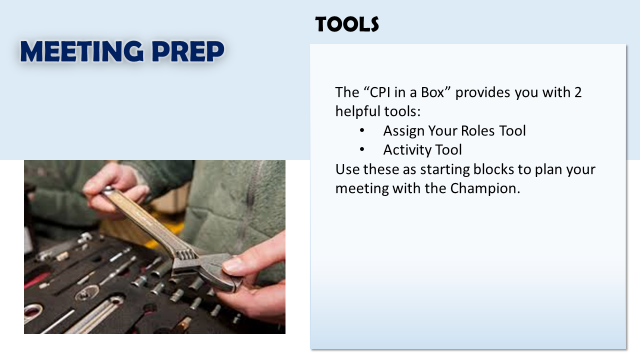 MEETING PREP
TOOLS
The “CPI in a Box” provides you with 2
helpful tools:
• Assign Your Roles Tool
• Activity Tool
Use these as starting blocks to plan your
meeting with the Champion.